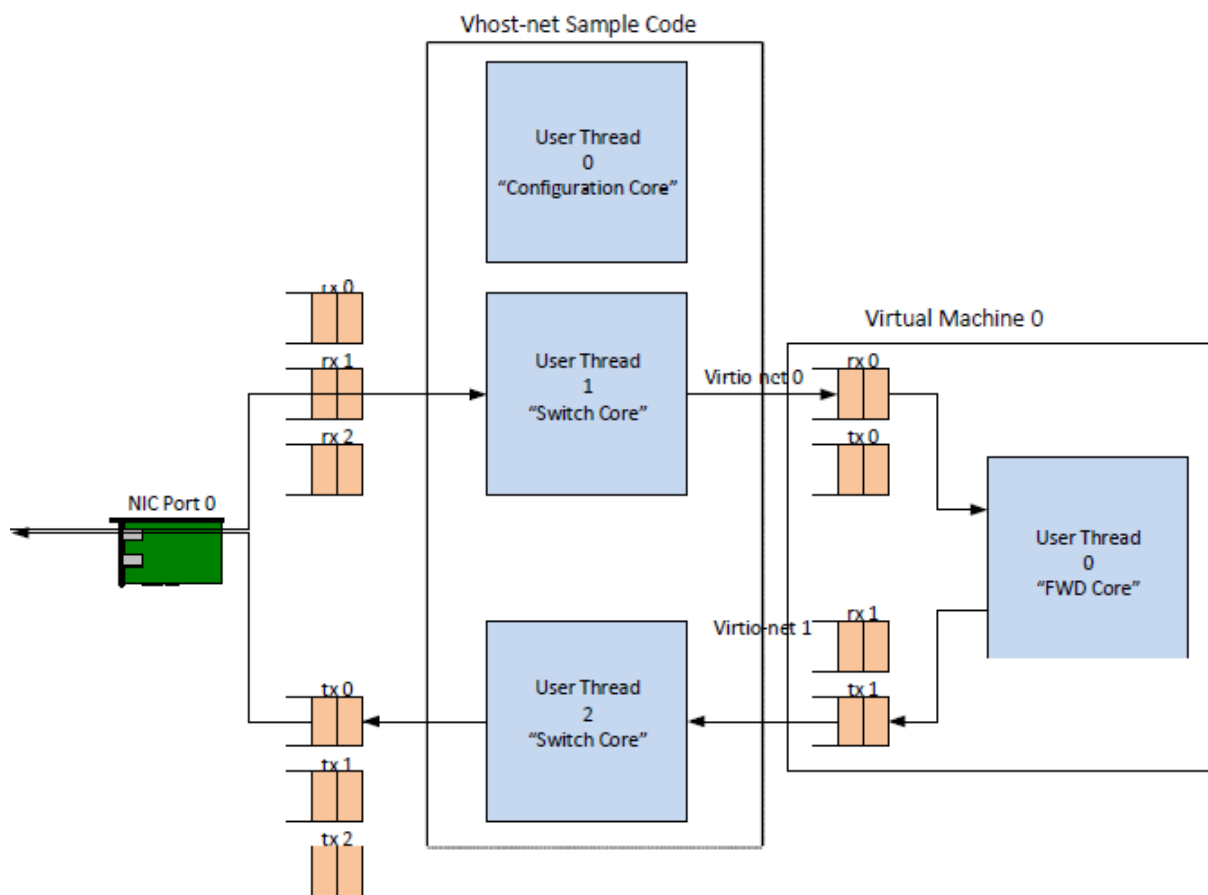 Vhost-net Sample Code
User Thread
0
“Configuration Core”
rx 0
rx 1
rx 2
User Thread
1
“Switch Core”
Virtio-net 0
Virtual Machine 0
rx 0
tx 0
NIC Port 0
User Thread
0
“FWD Core”
rx 1
Virtio-net 1
tx 1
User Thread
2
“Switch Core”
tx 0
tx 1
tx 2